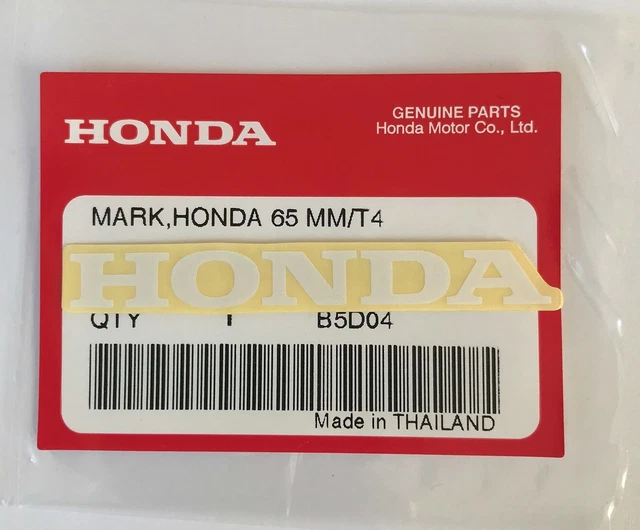 HONDA
GENUINE PARTS
Honda Motor Co., Ltd.
MARK,HONDA 65 MM/T4
HONDA
QTY 1 B5D04
Made in THAILAND